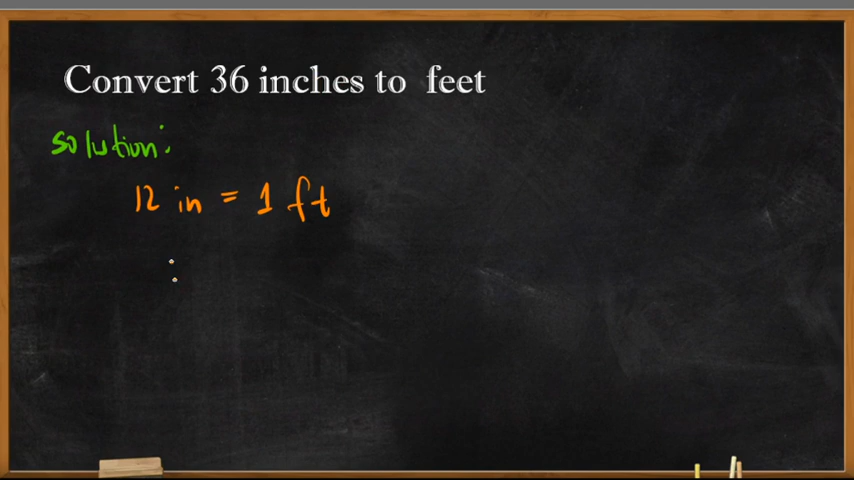 Convert 36 inches to feet
solution:
12 in = 1 ft
: